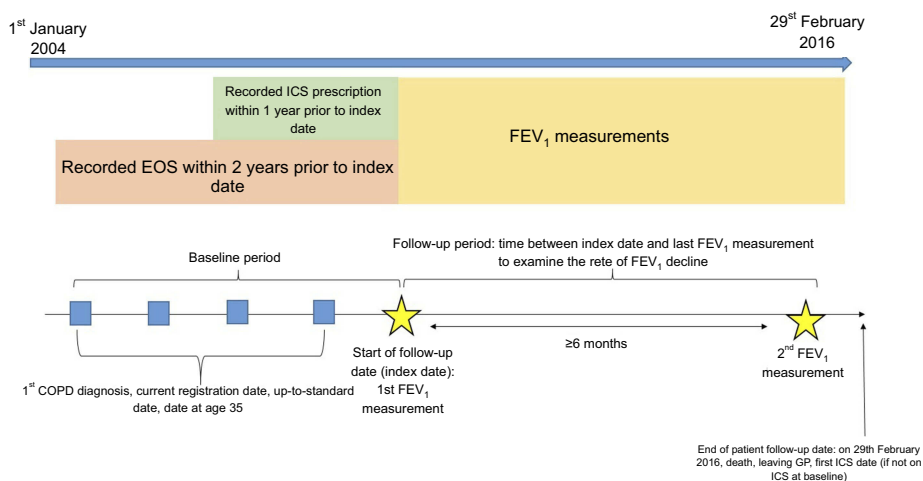 1st January
2004
29st February
2016
Recorded ICS prescription
within 1 year prior to index
date
FEV1 measurements
Recorded EOS within 2 years prior to index
date
Baseline period
Follow-up period: time between index date and last FEV1 measurement
to examine the rete of FEV1 decline
≥6 months
Start of follow-up
date (index date):
1st FEV1
measurement
2nd FEV1
measurement
1st COPD diagnosis, current registration date, up-to-standard
date, date at age 35
End of patient follow-up date: on 29th February
2016, death, leaving GP, first ICS date (if not on
ICS at baseline)